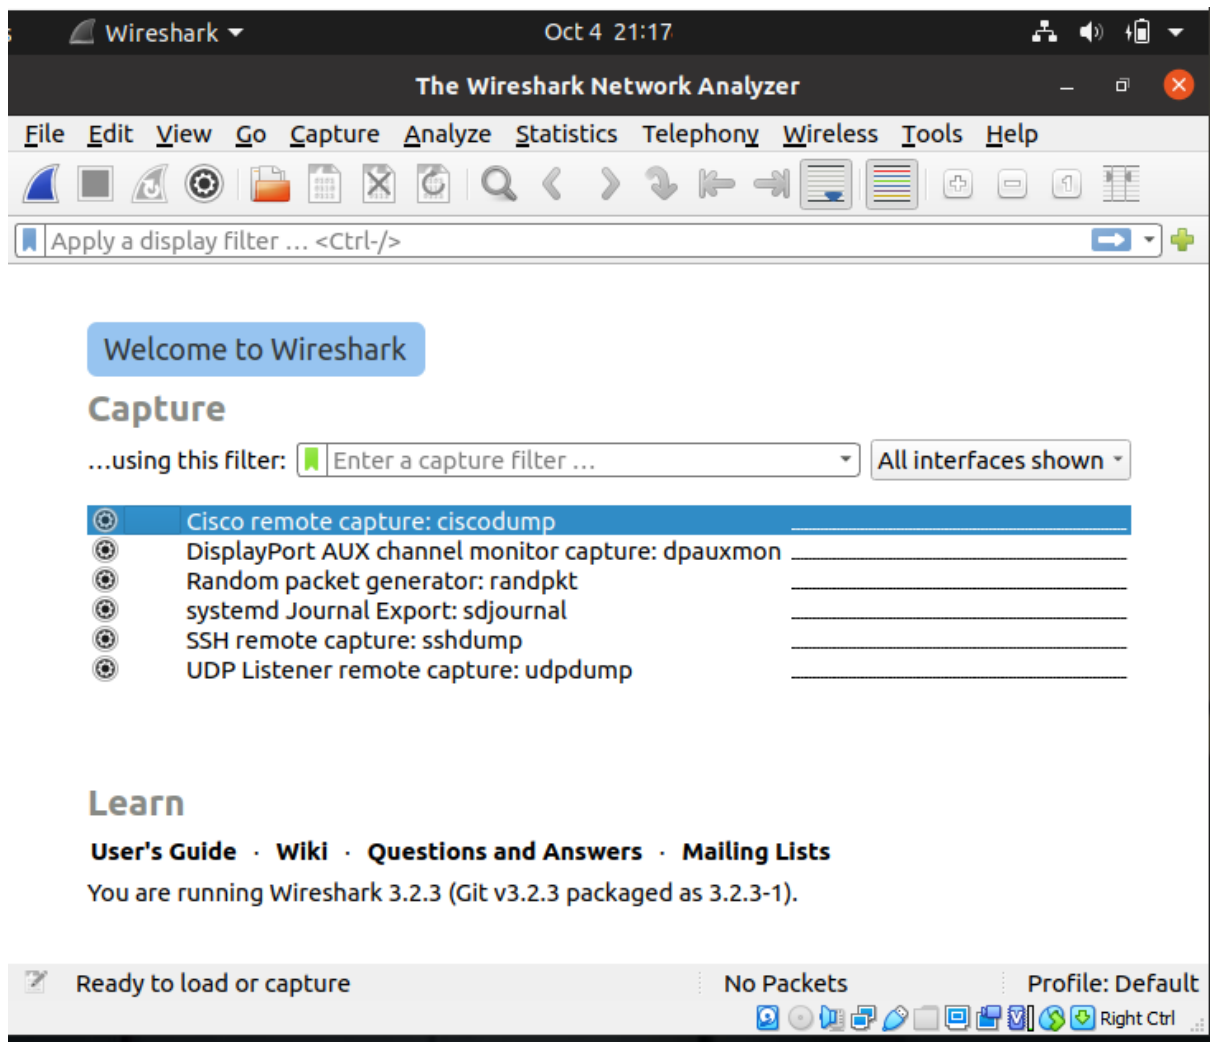 Wireshark Oct 4 21:17
The Wireshark Network Analyzer
File Edit View Go Capture Analyze Statistics Telephony Wireless Tools Help
Apply a display filter … <Ctrl-/>
Welcome to Wireshark
Capture
…using this filter: Enter a capture filter … All interfaces shown
Cisco remote capture: ciscodump
DisplayPort AUX channel monitor capture: dpauxmon
Random packet generator: randpkt
systemd Journal Export: sdjournal
SSH remote capture: sshdump
UDP Listener remote capture: udpdump
Learn
User's Guide · Wiki · Questions and Answers · Mailing Lists
You are running Wireshark 3.2.3 (Git v3.2.3 packaged as 3.2.3-1).
Ready to load or capture No Packets Profile: Default
Right Ctrl